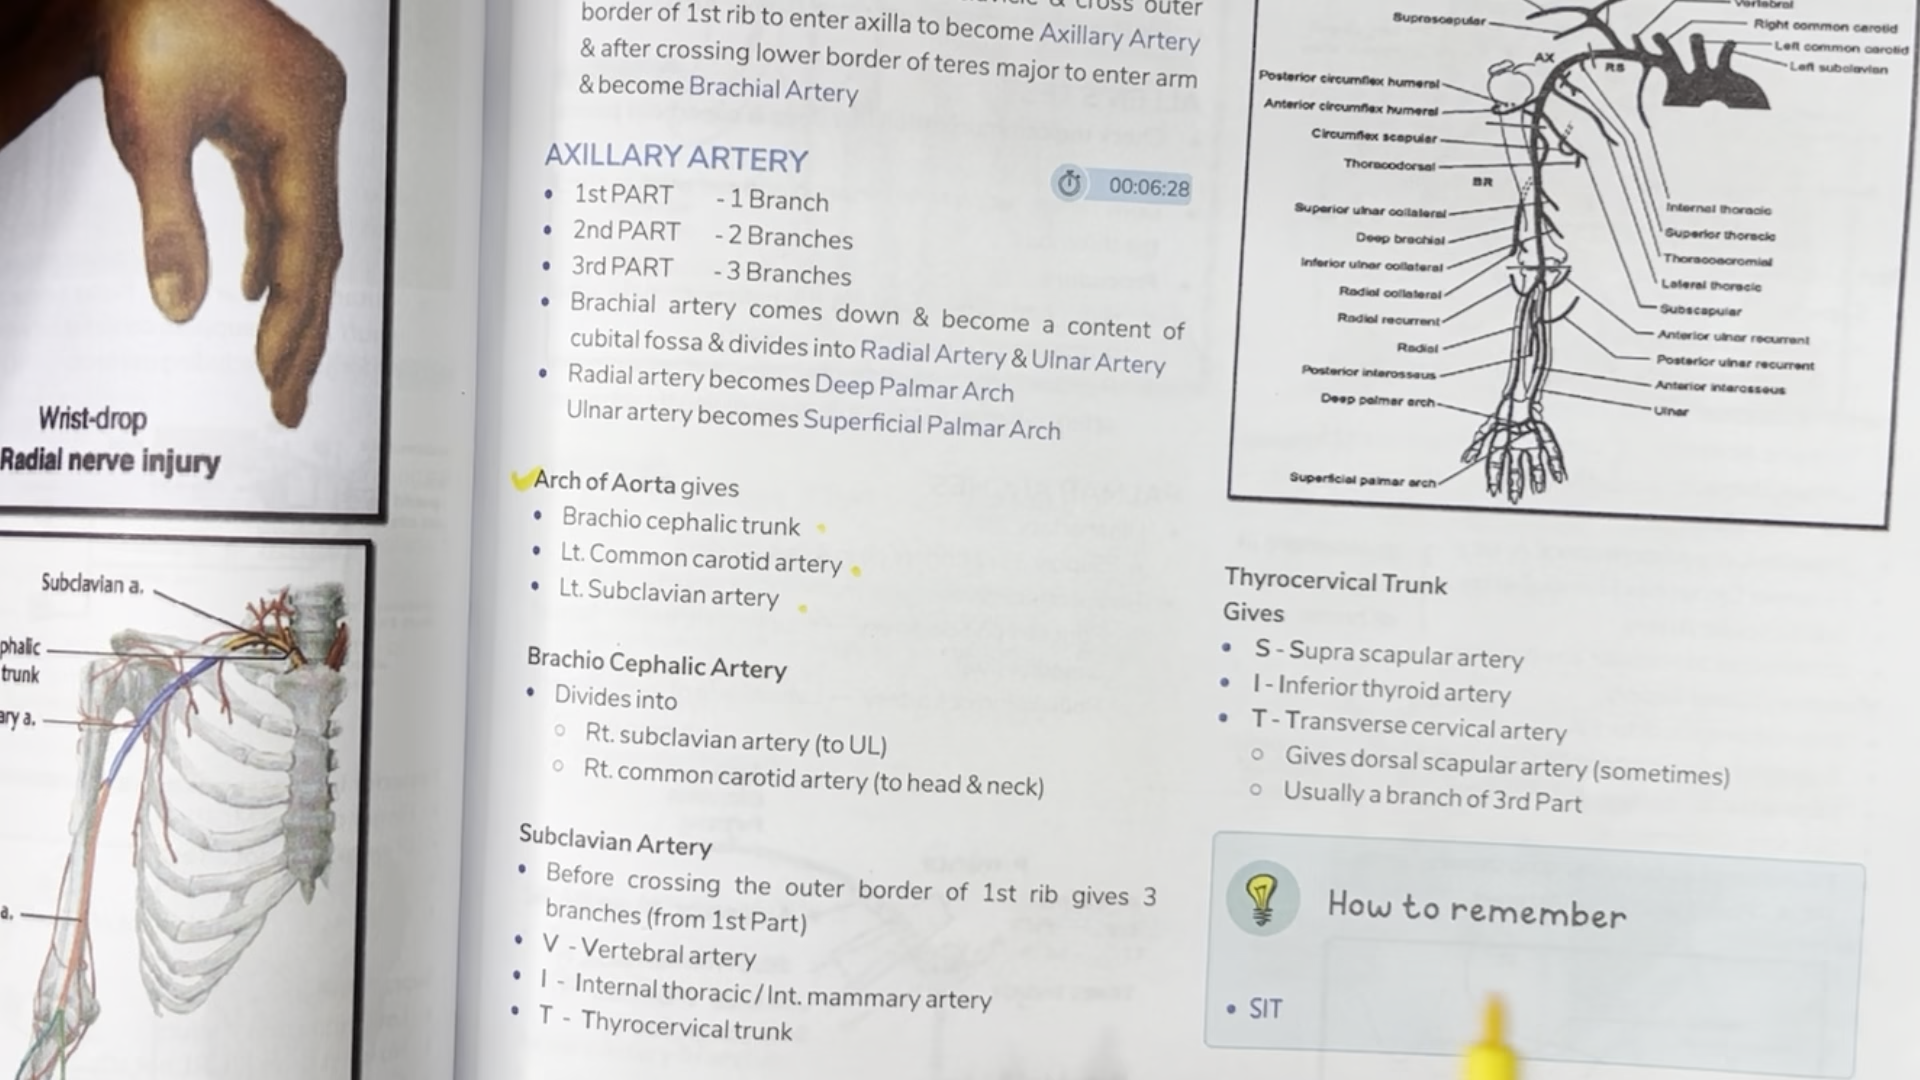 Wrist-drop
Radial nerve injury
Subclavian a.
phalic
trunk
ary a.
a.
& cross outer
border of 1st rib to enter axilla to become Axillary Artery
& after crossing lower border of teres major to enter arm
& become Brachial Artery
AXILLARY ARTERY
00:06:28
• 1st PART - 1 Branch
• 2nd PART - 2 Branches
• 3rd PART - 3 Branches
• Brachial artery comes down & become a content of
cubital fossa & divides into Radial Artery & Ulnar Artery
• Radial artery becomes Deep Palmar Arch
Ulnar artery becomes Superficial Palmar Arch
Arch of Aorta gives
• Brachio cephalic trunk
• Lt. Common carotid artery
• Lt. Subclavian artery
Brachio Cephalic Artery
• Divides into
○ Rt. subclavian artery (to UL)
○ Rt. common carotid artery (to head & neck)
Subclavian Artery
• Before crossing the outer border of 1st rib gives 3
branches (from 1st Part)
• V - Vertebral artery
• I - Internal thoracic / Int. mammary artery
• T - Thyrocervical trunk
Vertebral
Suprascapular
Right common carotid
Left common carotid
Left subclavian
AX
RS
Posterior circumflex humeral
Anterior circumflex humeral
Circumflex scapular
Thoracodorsal
BR
Superior ulnar collateral
Deep brachial
Inferior ulnar collateral
Radial collateral
Radial recurrent
Radial
Posterior interosseus
Deep palmar arch
Superficial palmar arch
Internal thoracic
Superior thoracic
Thoracoacromial
Lateral thoracic
Subscapular
Anterior ulnar recurrent
Posterior ulnar recurrent
Anterior interosseus
Ulnar
Thyrocervical Trunk
Gives
• S - Supra scapular artery
• I - Inferior thyroid artery
• T - Transverse cervical artery
○ Gives dorsal scapular artery (sometimes)
○ Usually a branch of 3rd Part
How to remember
• SIT